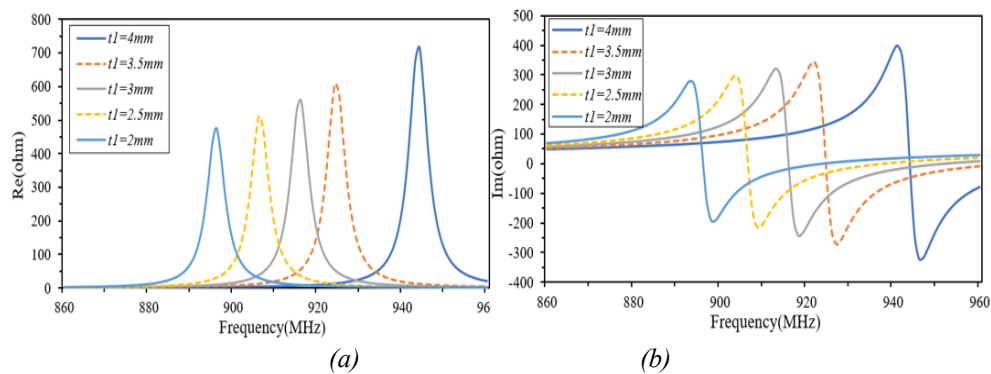 800
700
600
500
400
300
200
100
0
Re(ohm)
t1=4mm
t1=3.5mm
t1=3mm
t1=2.5mm
t1=2mm
860 880 900 920 940 96
Frequency(MHz)
(a)
500
400
300
200
100
0
-100
-200
-300
-400
Im(ohm)
t1=4mm
t1=3.5mm
t1=3mm
t1=2.5mm
t1=2mm
860 880 900 920 940 960
Frequency(MHz)
(b)